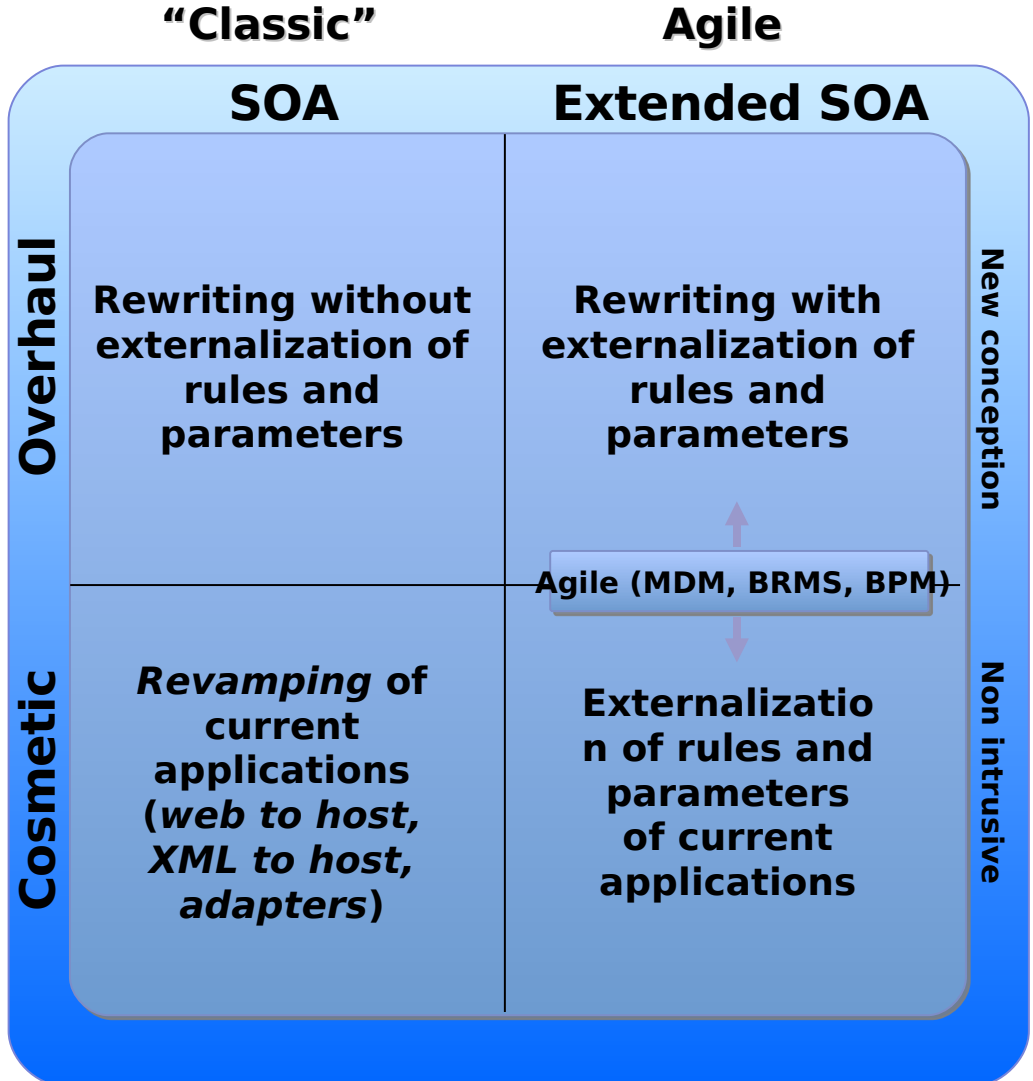 “Classic”
Agile
SOA
Extended SOA
Overhaul
Rewriting without
externalization of
rules and
parameters
Rewriting with
externalization of
rules and
parameters
New conception
Agile (MDM, BRMS, BPM)
Cosmetic
Revamping of
current
applications
(web to host,
XML to host,
adapters)
Externalizatio
n of rules and
parameters
of current
applications
Non intrusive